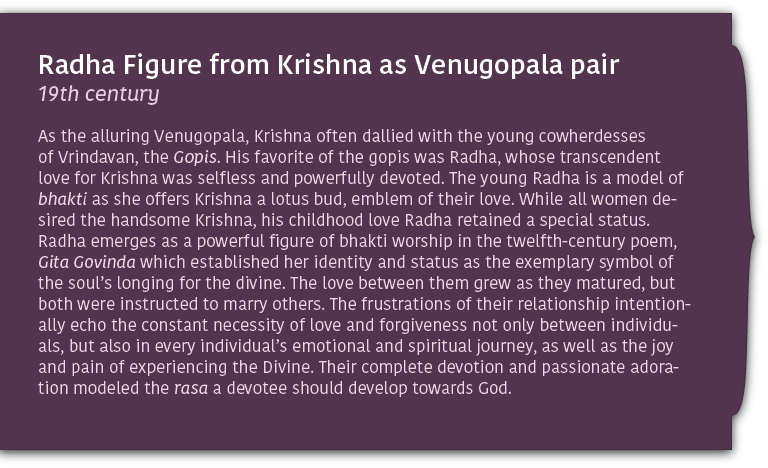 Radha Figure from Krishna as Venugopala pair
19th century
As the alluring Venugopala, Krishna often dallied with the young cowherdesses
of Vrindavan, the Gopis. His favorite of the gopis was Radha, whose transcendent
love for Krishna was selfless and powerfully devoted. The young Radha is a model of
bhakti as she offers Krishna a lotus bud, emblem of their love. While all women de-
sired the handsome Krishna, his childhood love Radha retained a special status.
Radha emerges as a powerful figure of bhakti worship in the twelfth-century poem,
Gita Govinda which established her identity and status as the exemplary symbol of
the soul’s longing for the divine. The love between them grew as they matured, but
both were instructed to marry others. The frustrations of their relationship intention-
ally echo the constant necessity of love and forgiveness not only between individu-
als, but also in every individual’s emotional and spiritual journey, as well as the joy
and pain of experiencing the Divine. Their complete devotion and passionate adora-
tion modeled the rasa a devotee should develop towards God.